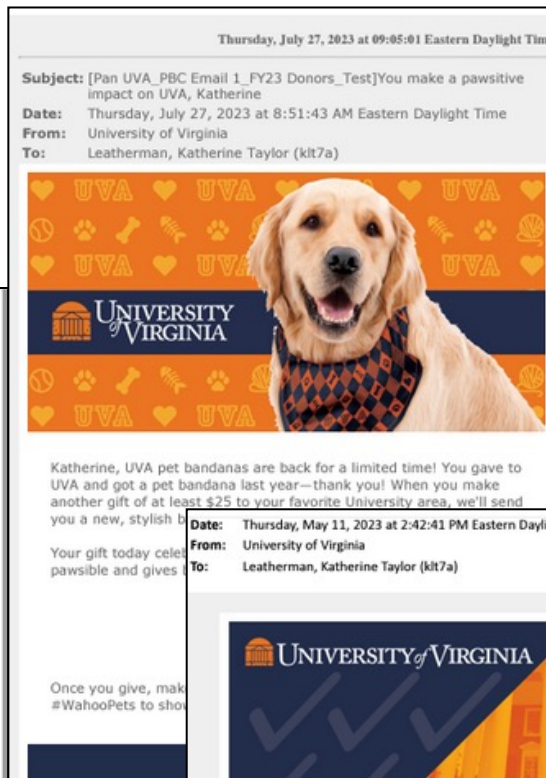 Thursday, July 27, 2023 at 09:05:01 Eastern Daylight Tim
Subject: [Pan UVA_PBC Email 1_FY23 Donors_Test]You make a pawsitive
impact on UVA, Katherine
Date: Thursday, July 27, 2023 at 8:51:43 AM Eastern Daylight Time
From: University of Virginia
To: Leatherman, Katherine Taylor (klt7a)
UVA UVA UVA
UVA UVA UVA
UNIVERSITY
of VIRGINIA
UVA UVA
Katherine, UVA pet bandanas are back for a limited time! You gave to
UVA and got a pet bandana last year—thank you! When you make
another gift of at least $25 to your favorite University area, we'll send
you a new, stylish b
Your gift today celeb
pawsible and gives
Once you give, mak
#WahooPets to sho
Date: Thursday, May 11, 2023 at 2:42:41 PM Eastern Dayli
From: University of Virginia
To: Leatherman, Katherine Taylor (klt7a)
UNIVERSITY of VIRGINIA